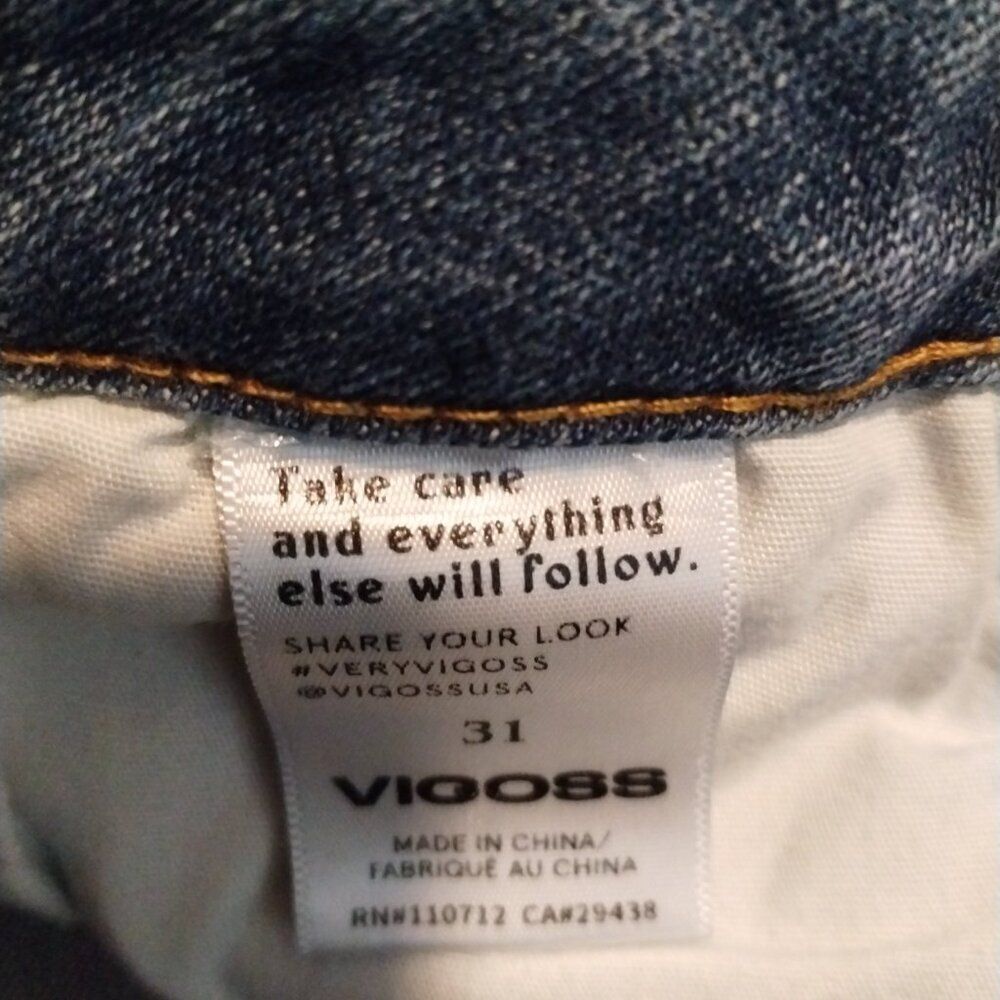 Take care
and everything
else will follow.
SHARE YOUR LOOK
#VERYVIGOSS
@VIGOSSUSA
31
VIGOSS
MADE IN CHINA/
FABRIQUÉ AU CHINA
RN#110712 CA#29438